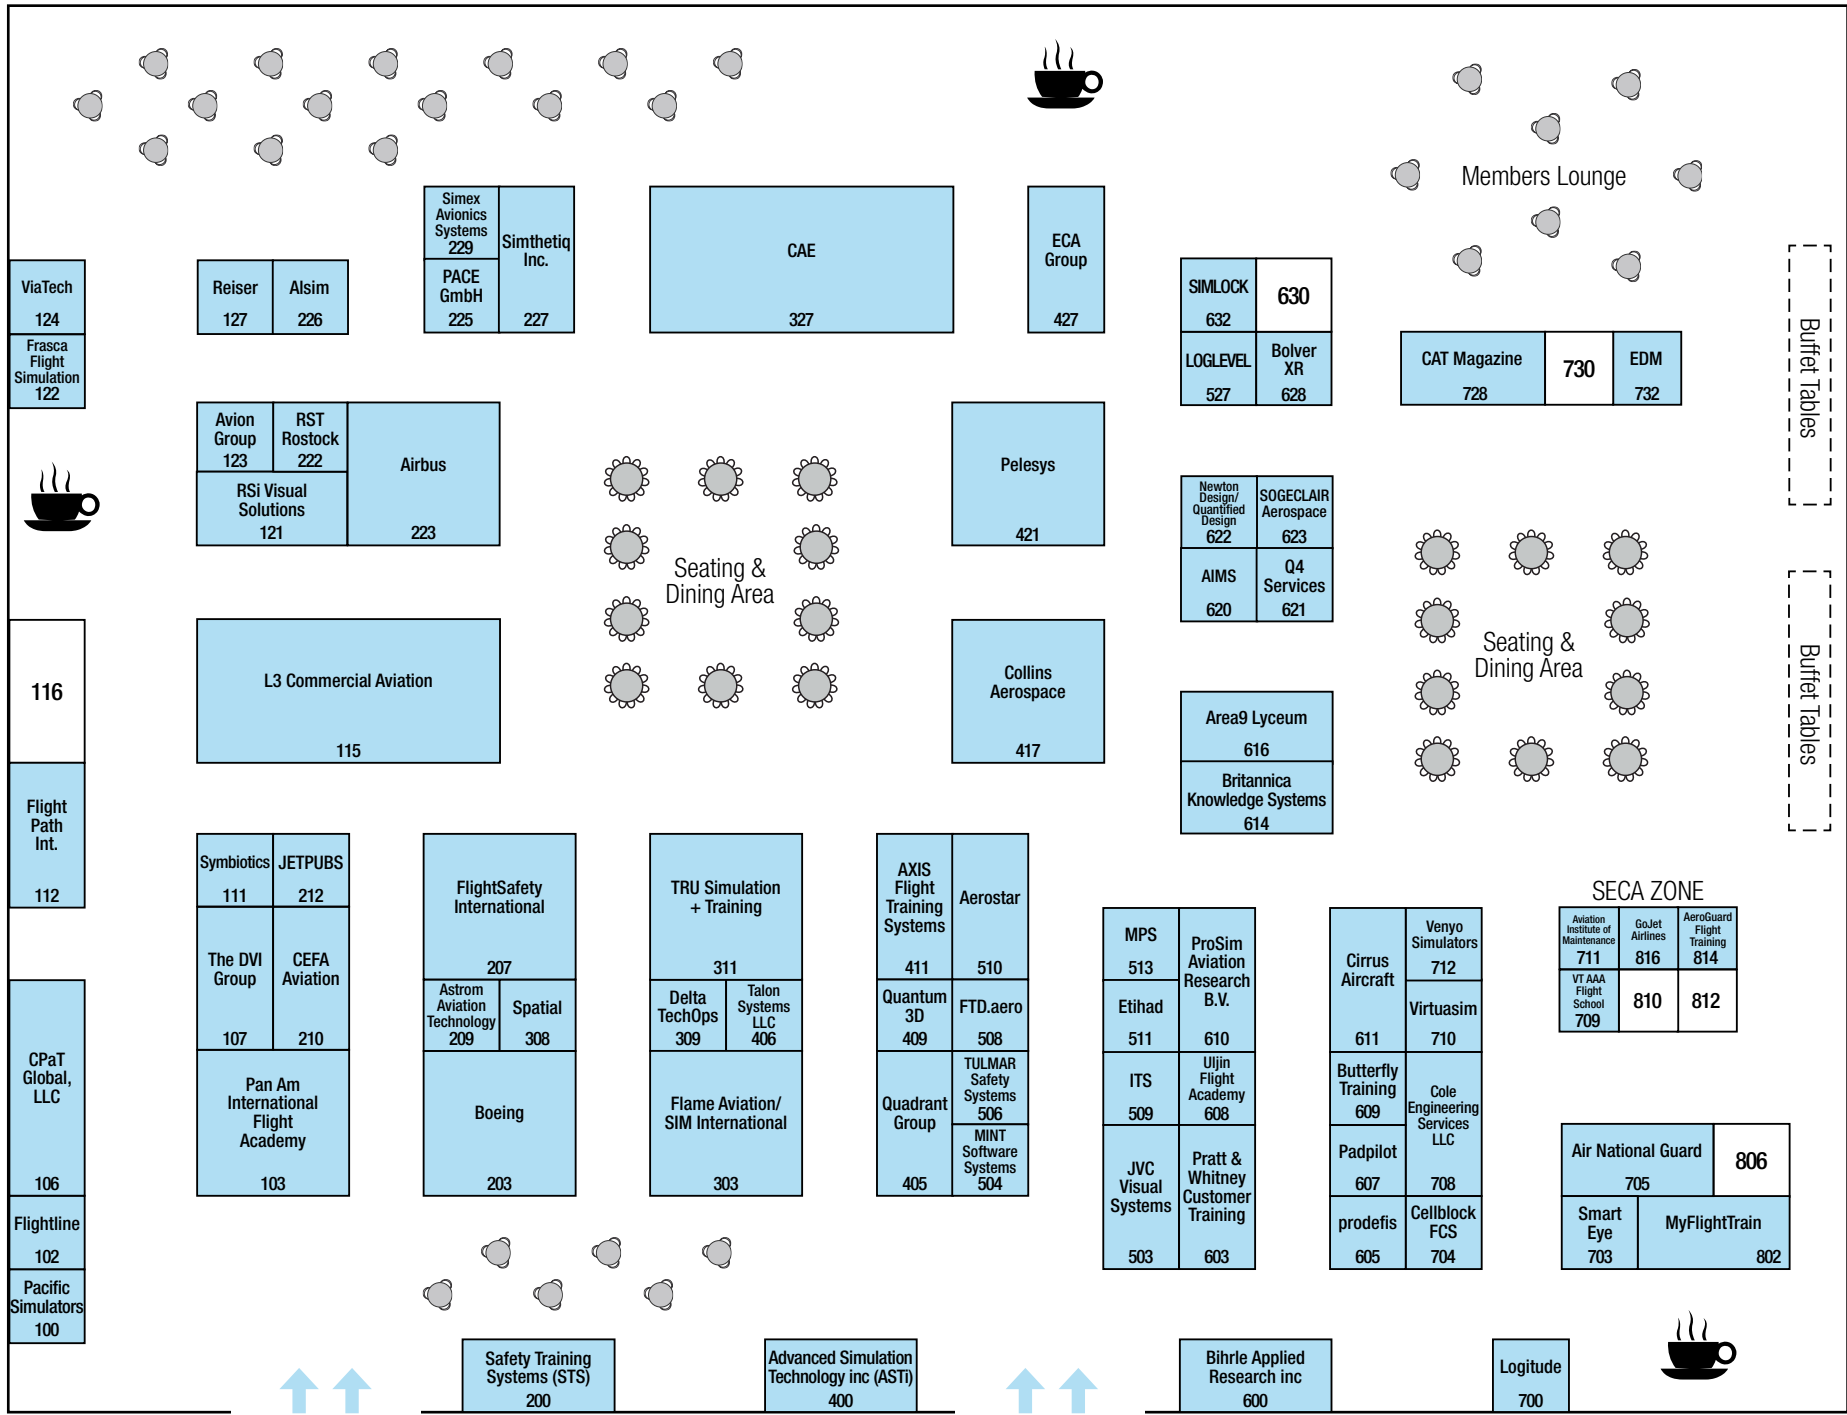 Members Lounge
Simex
Avionics
Systems
229
Simthetiq
Inc.
227
PACE
GmbH
225
CAE
327
ECA
Group
427
ViaTech
124
Frasca
Flight
Simulation
122
Reiser
127
Alsim
226
SIMLOCK
632
630
LOGLEVEL
527
Bolver
XR
628
CAT Magazine
728
730
EDM
732
Buffet Tables
Avion
Group
123
RST
Rostock
222
Airbus
223
RSi Visual
Solutions
121
Seating &
Dining Area
Pelesys
421
Newton
Design/
Quantified
Design
622
SOGECLAIR
Aerospace
623
AIMS
620
Q4
Services
621
Seating &
Dining Area
Buffet Tables
116
L3 Commercial Aviation
115
Collins
Aerospace
417
Area9 Lyceum
616
Britannica
Knowledge Systems
614
Flight
Path
Int.
112
Symbiotics
111
JETPUBS
212
The DVI
Group
107
CEFA
Aviation
210
Pan Am
International
Flight
Academy
103
FlightSafety
International
207
Astrom
Aviation
Technology
209
Spatial
308
Boeing
203
TRU Simulation
+ Training
311
Delta
TechOps
309
Talon
Systems
LLC
406
Flame Aviation/
SIM International
303
AXIS
Flight
Training
Systems
411
Aerostar
510
Quantum
3D
409
FTD.aero
508
Quadrant
Group
405
TULMAR
Safety
Systems
506
MINT
Software
Systems
504
MPS
513
ProSim
Aviation
Research
B.V.
610
Etihad
511
ITS
509
Uljin
Flight
Academy
608
JVC
Visual
Systems
503
Pratt &
Whitney
Customer
Training
603
Cirrus
Aircraft
611
Venyo
Simulators
712
Virtuasim
710
Butterfly
Training
609
Cole
Engineering
Services
LLC
708
Padpilot
607
prodefis
605
Cellblock
FCS
704
SECA ZONE
Aviation
Institute of
Maintenance
711
GoJet
Airlines
816
AeroGuard
Flight
Training
814
VT AAA
Flight
School
709
810
812
Air National Guard
705
806
Smart
Eye
703
MyFlightTrain
802
CPaT
Global,
LLC
106
Flightline
102
Pacific
Simulators
100
Safety Training
Systems (STS)
200
Advanced Simulation
Technology inc (ASTi)
400
Bihrle Applied
Research inc
600
Logitude
700